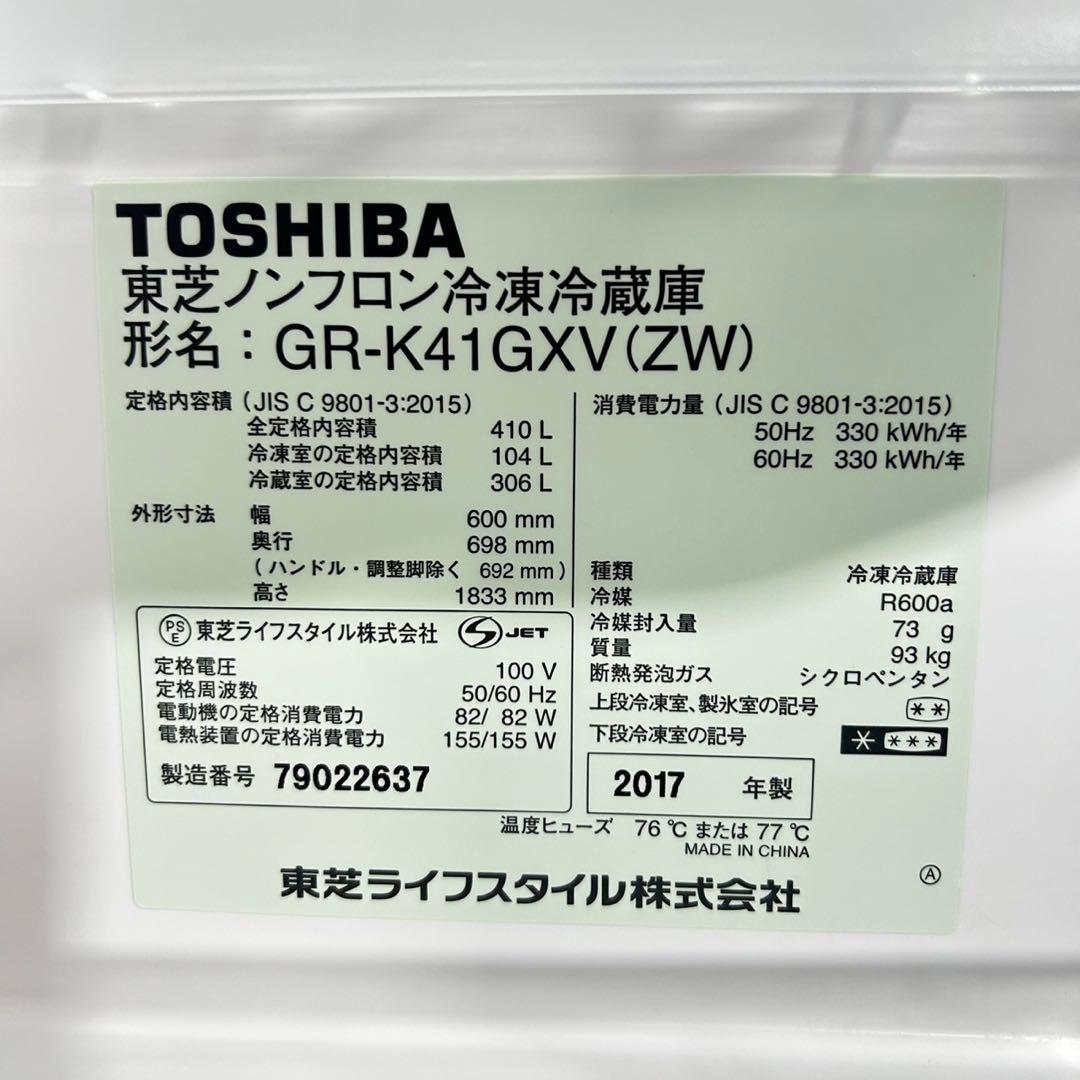 TOSHIBA
東芝ノンフロン冷凍冷蔵庫
形名：GR-K41GXV(ZW)
定格内容積（JIS C 9801-3:2015）
全定格内容積 410 L
冷凍室の定格内容積 104 L
冷蔵室の定格内容積 306 L
外形寸法 幅 600 mm
奥行 698 mm
（ハンドル・調整脚除く 692 mm）
高さ 1833 mm
PSE 東芝ライフスタイル株式会社 S JET
定格電圧 100 V
定格周波数 50/60 Hz
電動機の定格消費電力 82/ 82 W
電熱装置の定格消費電力 155/155 W
製造番号 79022637
消費電力量（JIS C 9801-3:2015）
50Hz 330 kWh/年
60Hz 330 kWh/年
種類 冷凍冷蔵庫
冷媒 R600a
冷媒封入量 73 g
質量 93 kg
断熱発泡ガス シクロペンタン
上段冷凍室、製氷室の記号 **
下段冷凍室の記号 * ***
2017 年製
温度ヒューズ 76 ℃ または 77 ℃
MADE IN CHINA
東芝ライフスタイル株式会社
Ⓐ